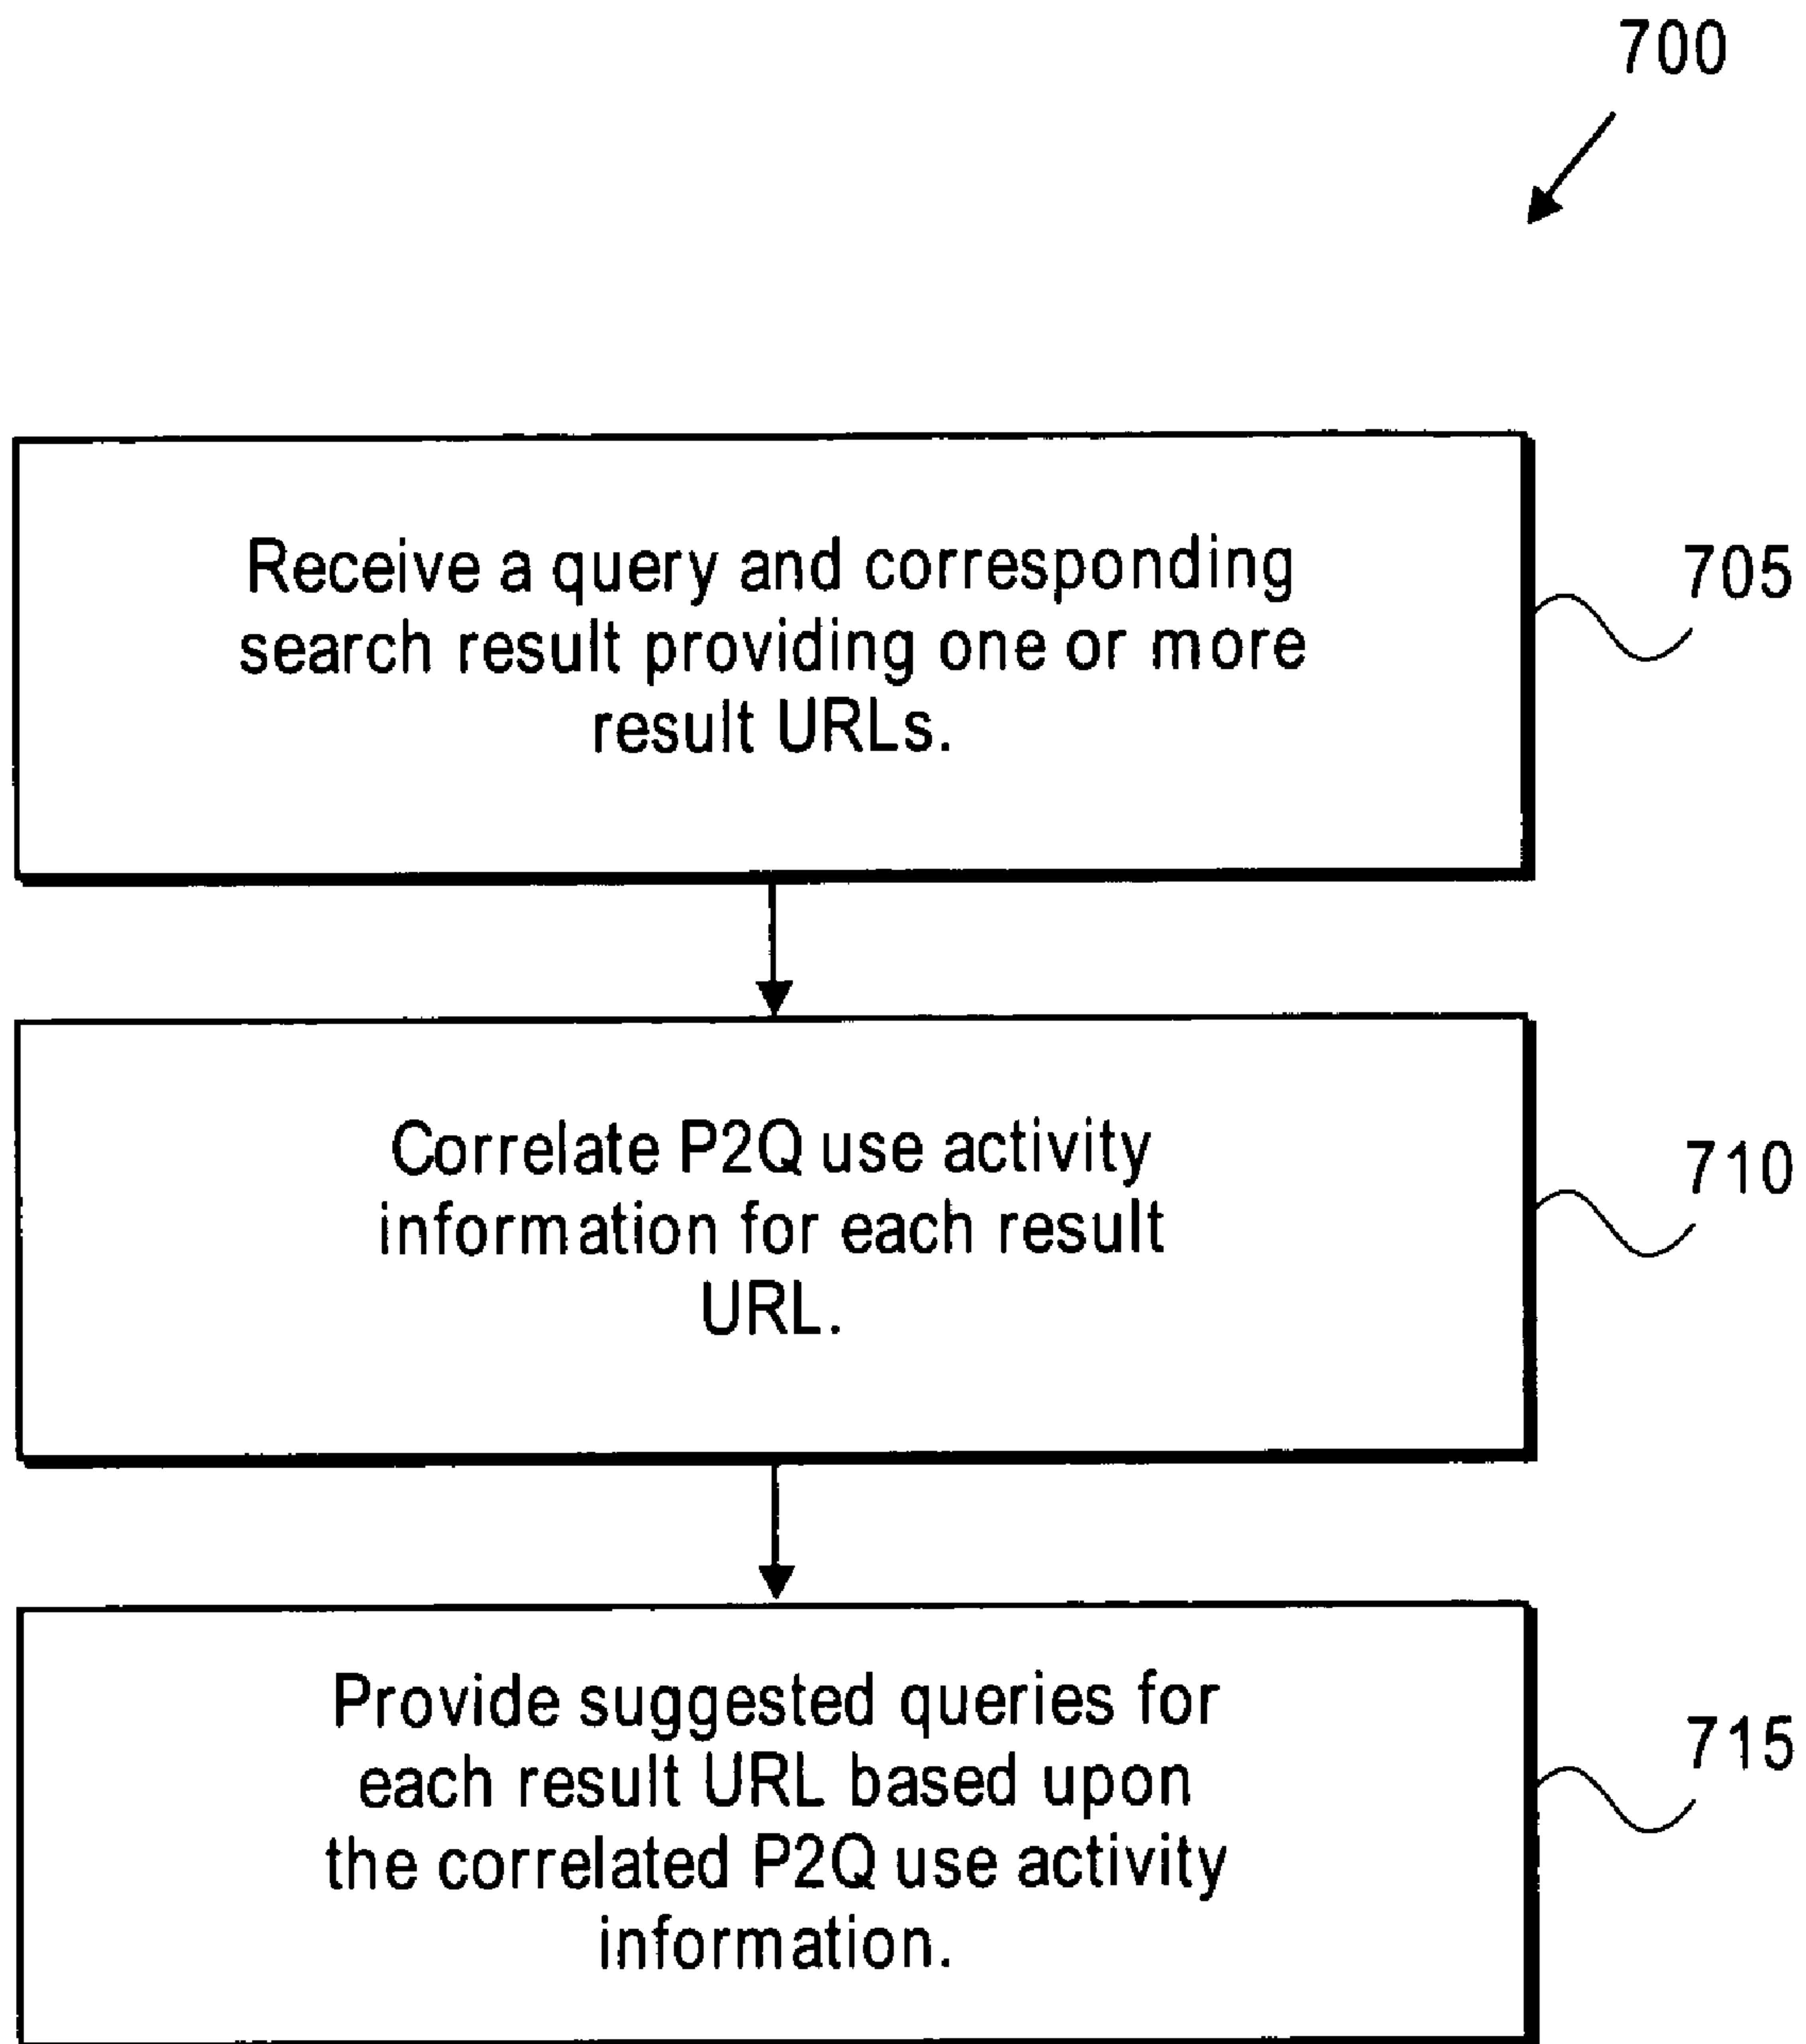 700
Receive a query and corresponding
search result providing one or more
result URLs.
705
Correlate P2Q use activity
information for each result
URL.
710
Provide suggested queries for
each result URL based upon
the correlated P2Q use activity
information.
715